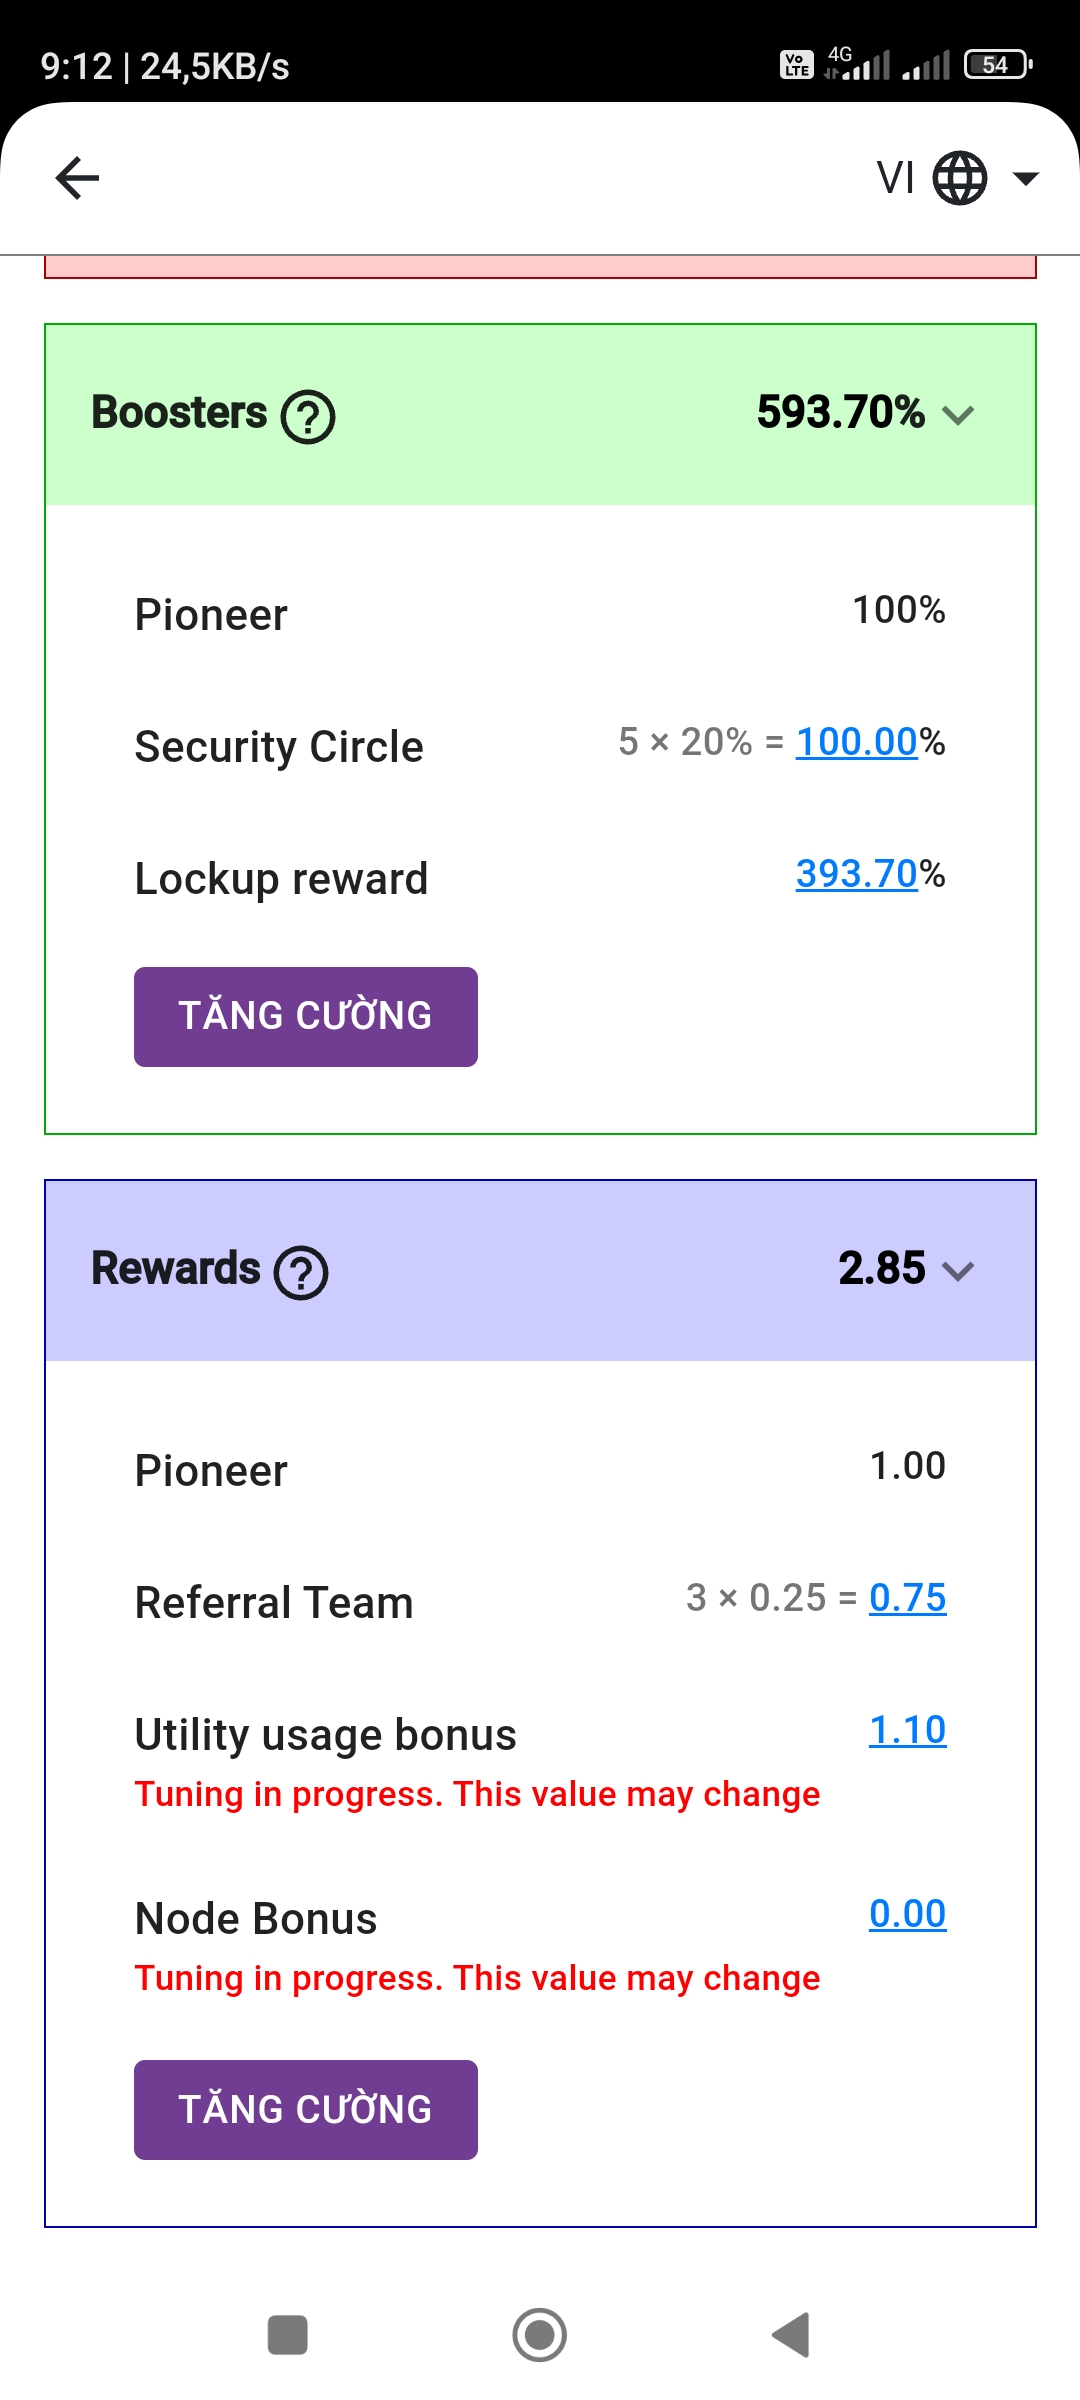 9:12 | 24,5KB/s
Vo LTE 4G 54
VI
Boosters ? 593.70%
Pioneer 100%
Security Circle 5 × 20% = 100.00%
Lockup reward 393.70%
TĂNG CƯỜNG
Rewards ? 2.85
Pioneer 1.00
Referral Team 3 × 0.25 = 0.75
Utility usage bonus 1.10
Tuning in progress. This value may change
Node Bonus 0.00
Tuning in progress. This value may change
TĂNG CƯỜNG